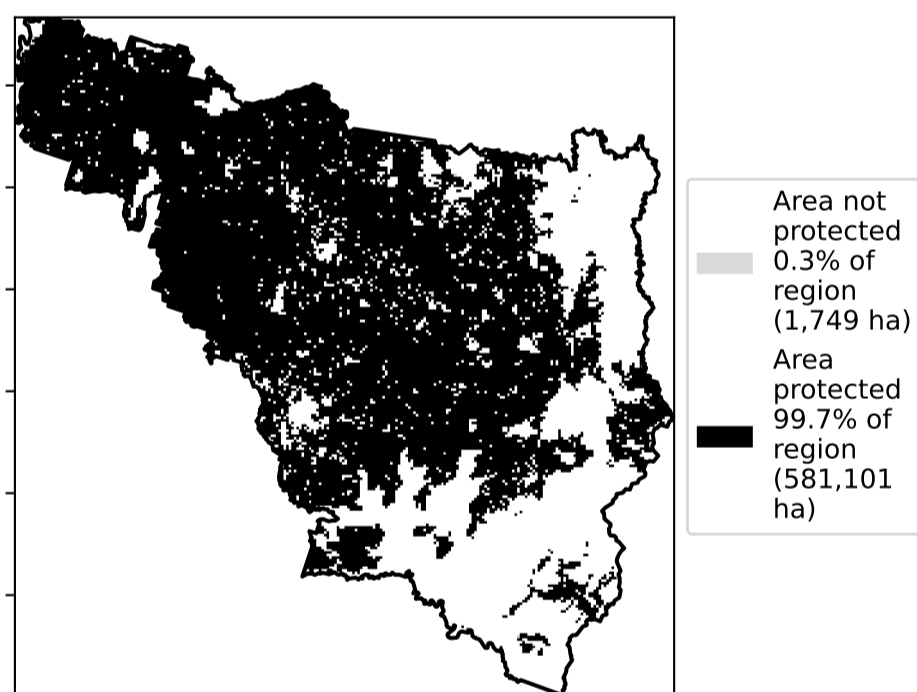 Area not
protected
0.3% of
region
(1,749 ha)
Area
protected
99.7% of
region
(581,101
ha)